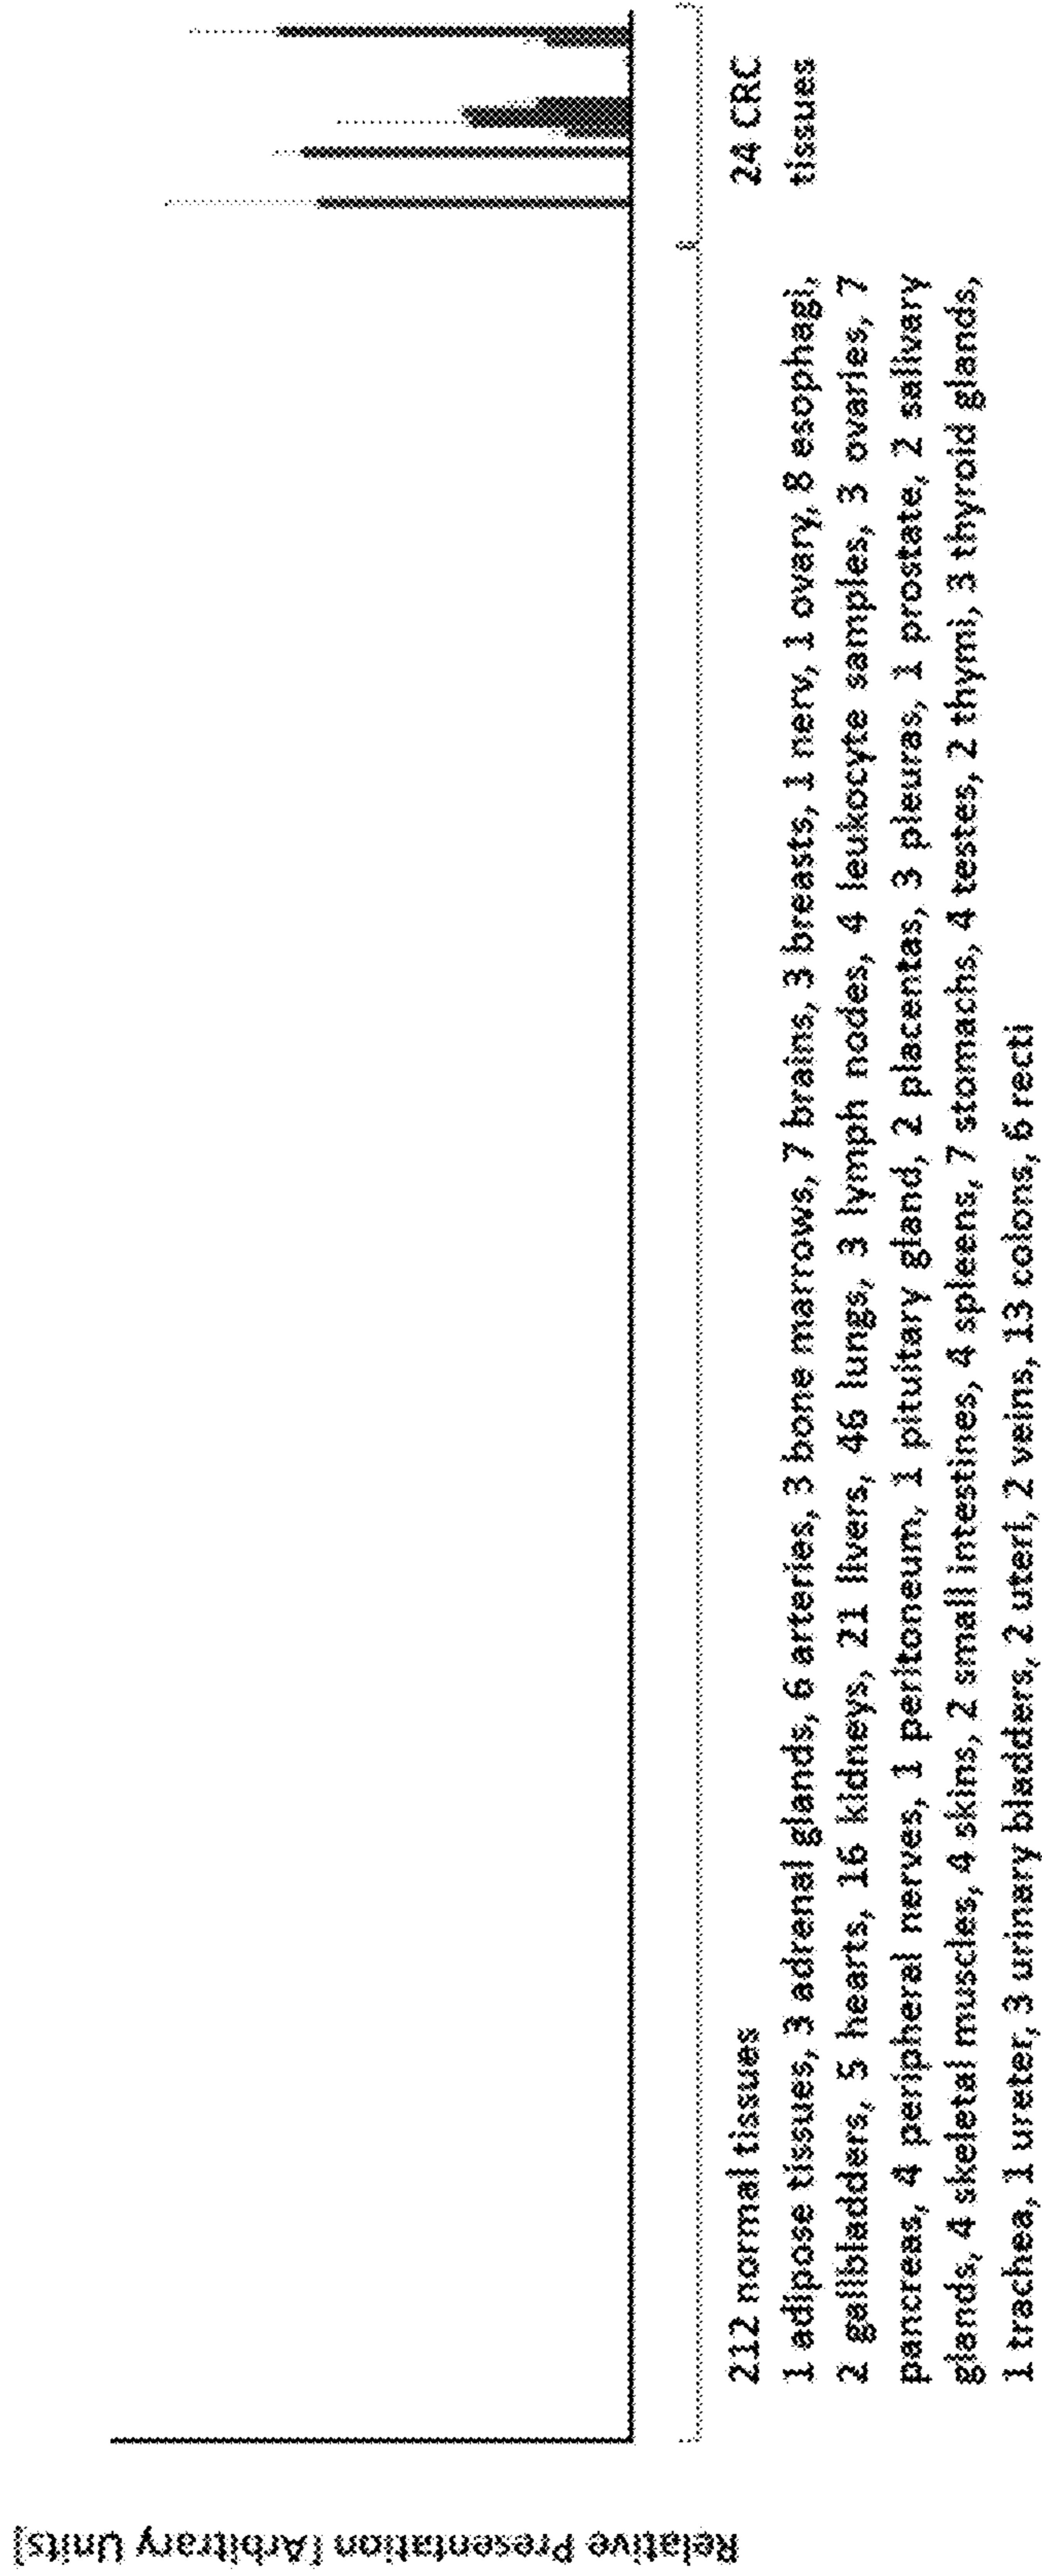 Relative Presentation [Arbitrary Units]
212 normal tissues
1 adipose tissues, 3 adrenal glands, 6 arteries, 3 bone marrows, 7 brains, 3 breasts, 1 nerv, 1 ovary, 8 esophagi,
2 gallbladders, 5 hearts, 16 kidneys, 21 livers, 46 lungs, 3 lymph nodes, 4 leukocyte samples, 3 ovaries, 7
pancreas, 4 peripheral nerves, 1 peritoneum, 1 pituitary gland, 2 placentas, 3 pleuras, 1 prostate, 2 salivary
glands, 4 skeletal muscles, 4 skins, 2 small intestines, 4 spleens, 7 stomachs, 4 testes, 2 thymi, 3 thyroid glands,
1 trachea, 1 ureter, 3 urinary bladders, 2 uteri, 2 veins, 13 colons, 6 recti
24 CRC
tissues